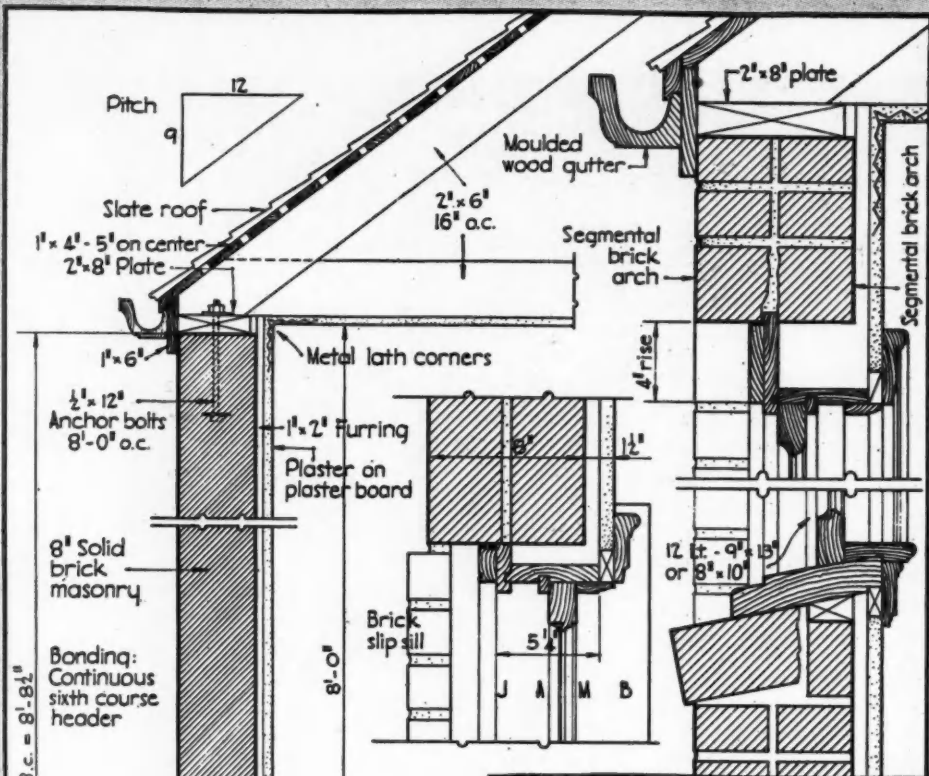 12
Pitch
9
Slate roof
1" × 4" - 5" on center
2" × 8" Plate
2" × 6"
16" o.c.
Moulded
wood gutter
2" × 8" plate
Segmental
brick
arch
Segmental brick arch
1" × 6"
Metal lath corners
½" × 12"
Anchor bolts
8'-0" o.c.
1" × 2" Furring
Plaster on
plaster board
4" rise
8"
1½"
8" Solid
brick
masonry
12 Lt. - 9" × 13"
or 8" × 10"
Brick
slip sill
5¼"
J A M B
Bonding:
Continuous
sixth course
header
8'-0"
.c. = 8'-8½"